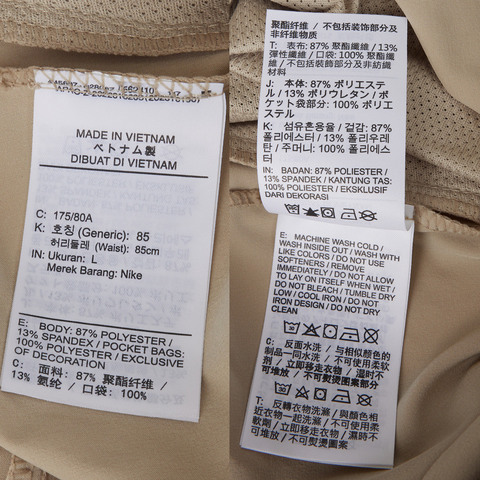 MADE IN VIETNAM
ベトナム製
DIBUAT DI VIETNAM
C: 175/80A
K: 호칭 (Generic): 85
허리둘레 (Waist): 85cm
IN: Ukuran: L
Merek Barang: Nike
E: BODY: 87% POLYESTER /
13% SPANDEX / POCKET BAGS:
100% POLYESTER / EXCLUSIVE
OF DECORATION
C: 面料: 87% 聚酯纤维 /
13% 氨纶 / 口袋: 100%
聚酯纤维 / 不包括装饰部分及
非纤维物质
T: 表布: 87% 聚酯纖維 / 13%
彈性纖維 / 口袋: 100% 聚酯纖
維 / 不包括裝飾部分及非紡織
材料
J: 本体: 87% ポリエステ
ル / 13% ポリウレタン / ポ
ケット袋部分: 100% ポリエ
ステル
K: 섬유혼용율 / 겉감: 87%
폴리에스터 / 13% 폴리우레
탄 / 주머니: 100% 폴리에스
터
IN: BADAN: 87% POLYESTER /
13% SPANDEX / KANTUNG TAS:
100% POLYESTER / EKSKLUSIF
DARI DEKORASI
E: MACHINE WASH COLD /
WASH INSIDE OUT / WASH WITH
LIKE COLORS / DO NOT USE
SOFTENERS / REMOVE
IMMEDIATELY / DO NOT ALLOW
TO LAY ON ITSELF WHEN WET /
DO NOT BLEACH / TUMBLE DRY
LOW / COOL IRON / DO NOT
IRON DESIGN / DO NOT DRY
CLEAN
C: 反面水洗 / 与相似颜色的
制品一同水洗 / 不可使用柔软
剂 / 立即移走衣物 / 湿时不
可堆放 / 不可熨烫图案部分
T: 反轉衣物洗滌 / 與顏色相
近衣物一起洗滌 / 不可使用柔
軟劑 / 立即移走衣物 / 濕時不
可堆放 / 不可熨燙圖案